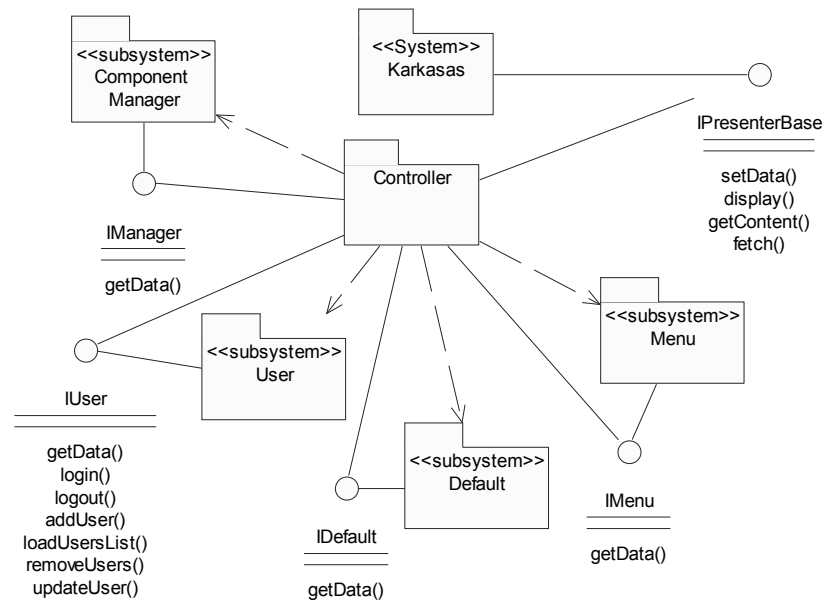 <<subsystem>>
Component
Manager
<<System>>
Karkasas
IPresenterBase
setData()
display()
getContent()
fetch()
Controller
IManager
getData()
<<subsystem>>
User
<<subsystem>>
Menu
IUser
getData()
login()
logout()
addUser()
loadUsersList()
removeUsers()
updateUser()
<<subsystem>>
Default
IDefault
getData()
IMenu
getData()